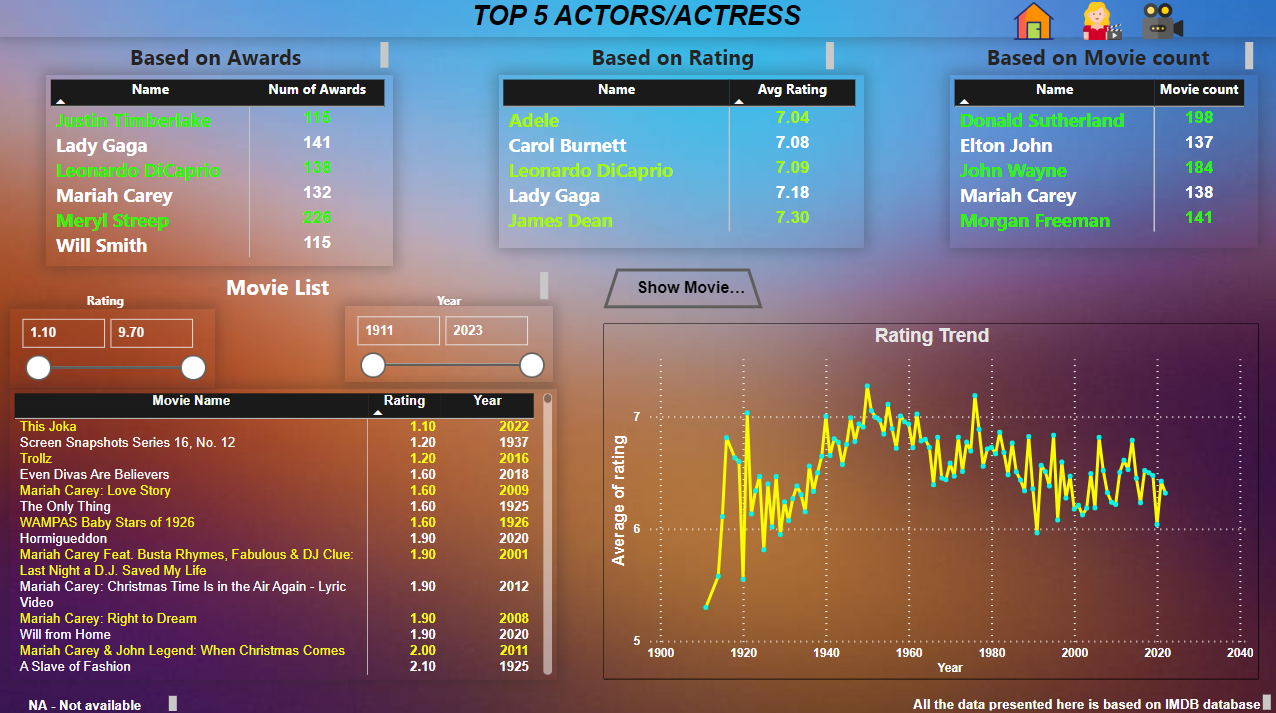 TOP 5 ACTORS/ACTRESS
Based on Awards
Name Num of Awards
Justin Timberlake 115
Lady Gaga 141
Leonardo DiCaprio 138
Mariah Carey 132
Meryl Streep 226
Will Smith 115
Based on Rating
Name Avg Rating
Adele 7.04
Carol Burnett 7.08
Leonardo DiCaprio 7.09
Lady Gaga 7.18
James Dean 7.30
Based on Movie count
Name Movie count
Donald Sutherland 198
Elton John 137
John Wayne 184
Mariah Carey 138
Morgan Freeman 141
Movie List
Rating
1.10 9.70
Year
1911 2023
Movie Name Rating Year
This Joka 1.10 2022
Screen Snapshots Series 16, No. 12 1.20 1937
Trollz 1.20 2016
Even Divas Are Believers 1.60 2018
Mariah Carey: Love Story 1.60 2009
The Only Thing 1.60 1925
WAMPAS Baby Stars of 1926 1.60 1926
Hormigueddon 1.90 2020
Mariah Carey Feat. Busta Rhymes, Fabulous & DJ Clue: 1.90 2001
Last Night a D.J. Saved My Life
Mariah Carey: Christmas Time Is in the Air Again - Lyric 1.90 2012
Video
Mariah Carey: Right to Dream 1.90 2008
Will from Home 1.90 2020
Mariah Carey & John Legend: When Christmas Comes 2.00 2011
A Slave of Fashion 2.10 1925
Show Movie...
Rating Trend
Average of rating
7
6
5
1900 1920 1940 1960 1980 2000 2020 2040
Year
NA - Not available
All the data presented here is based on IMDB database